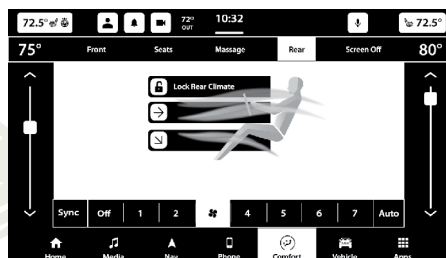 72.5° 72° OUT 10:32 72.5°
75° Front Seats Massage Rear Screen Off 80°
Lock Rear Climate
Sync Off 1 2 4 5 6 7 Auto
Home Media Nav Phone Comfort Vehicle Apps